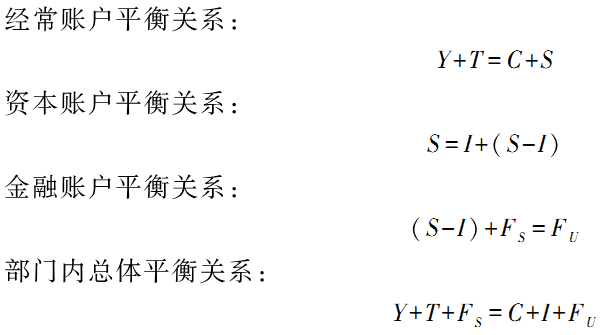 经常账户平衡关系：
Y+T=C+S
资本账户平衡关系：
S=I+(S-I)
金融账户平衡关系：
(S-I)+F_S=F_U
部门内总体平衡关系：
Y+T+F_S=C+I+F_U